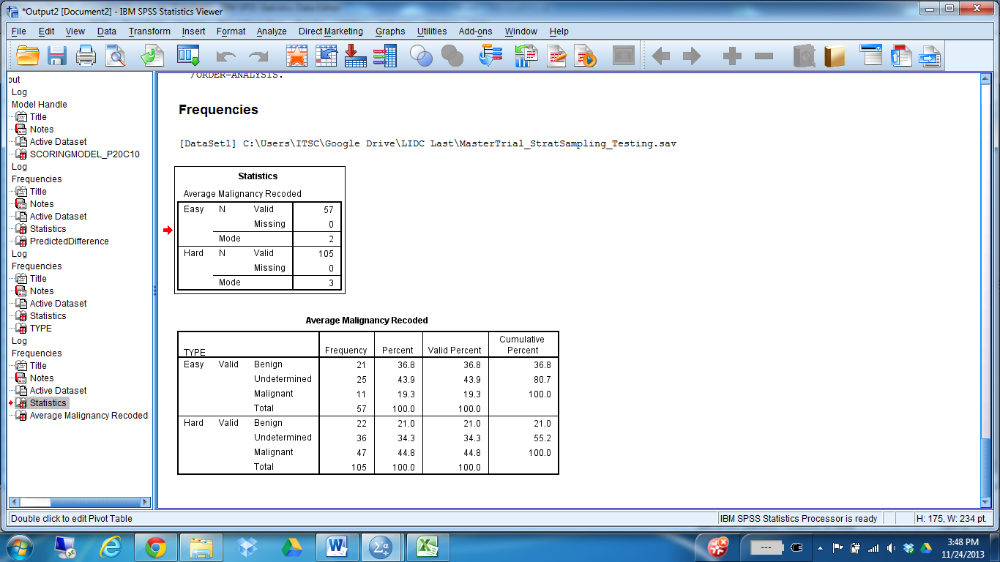 *Output2 [Document2] - IBM SPSS Statistics Viewer
File Edit View Data Transform Insert Format Analyze Direct Marketing Graphs Utilities Add-ons Window Help
out
Log
Model Handle
Title
Notes
Active Dataset
SCORINGMODEL_P20C10
Log
Frequencies
Title
Notes
Active Dataset
Statistics
PredictedDifference
Log
Frequencies
Title
Notes
Active Dataset
Statistics
TYPE
Log
Frequencies
Title
Notes
Active Dataset
Statistics
Average Malignancy Recoded
/ORDER=ANALYSIS.
Frequencies
[DataSet1] C:\Users\ITSC\Google Drive\LIDC Last\MasterTrial_StratSampling_Testing.sav
Statistics
Average Malignancy Recoded
Easy N Valid 57
Missing 0
Mode 2
Hard N Valid 105
Missing 0
Mode 3
Average Malignancy Recoded
TYPE Frequency Percent Valid Percent Cumulative Percent
Easy Valid Benign 21 36.8 36.8 36.8
Undetermined 25 43.9 43.9 80.7
Malignant 11 19.3 19.3 100.0
Total 57 100.0 100.0
Hard Valid Benign 22 21.0 21.0 21.0
Undetermined 36 34.3 34.3 55.2
Malignant 47 44.8 44.8 100.0
Total 105 100.0 100.0
Double click to edit Pivot Table
IBM SPSS Statistics Processor is ready
H: 175, W: 234 pt.
3:48 PM
11/24/2013